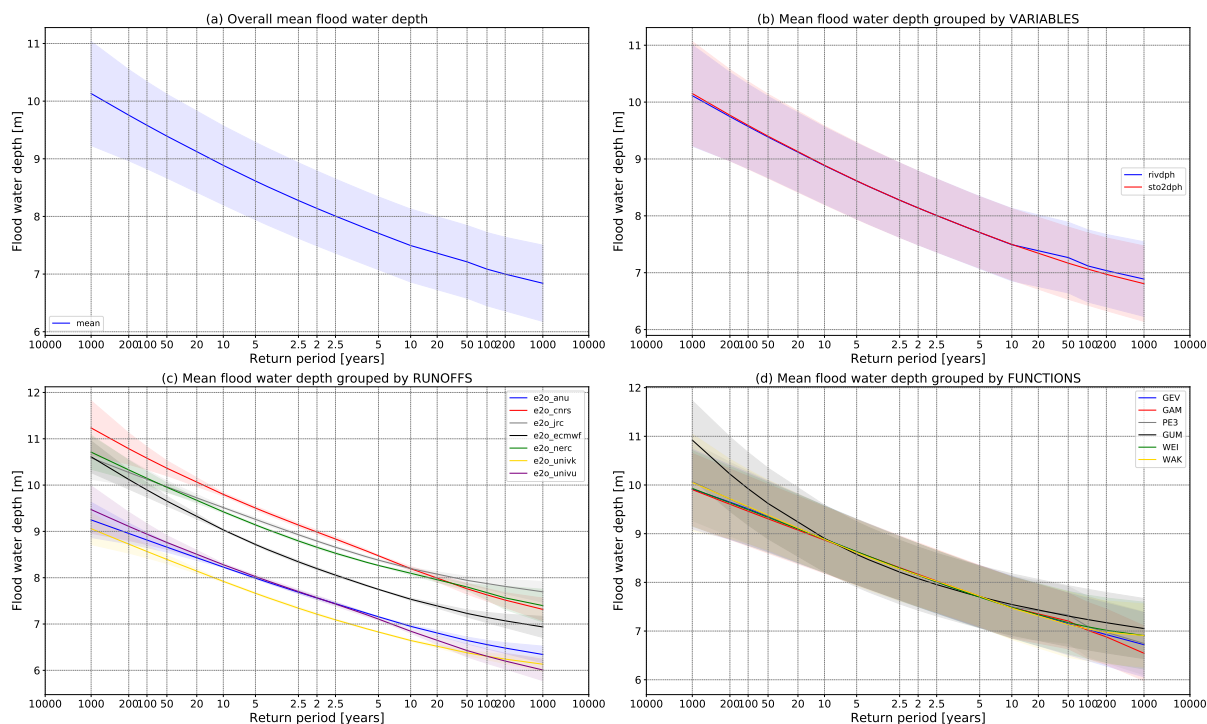 (a) Overall mean flood water depth
Flood water depth [m]
11
10
9
8
7
6
mean
10000 1000 200 100 50 20 10 5 2.5 2 2.5 5 10 20 50 100 200 1000 10000
Return period [years]
(b) Mean flood water depth grouped by VARIABLES
Flood water depth [m]
11
10
9
8
7
6
rivdph
sto2dph
10000 1000 200 100 50 20 10 5 2.5 2 2.5 5 10 20 50 100 200 1000 10000
Return period [years]
(c) Mean flood water depth grouped by RUNOFFS
Flood water depth [m]
12
11
10
9
8
7
6
e2o_anu
e2o_cnrs
e2o_jrc
e2o_ecmwf
e2o_nerc
e2o_univk
e2o_univu
10000 1000 200 100 50 20 10 5 2.5 2 2.5 5 10 20 50 100 200 1000 10000
Return period [years]
(d) Mean flood water depth grouped by FUNCTIONS
Flood water depth [m]
12
11
10
9
8
7
6
GEV
GAM
PE3
GUM
WEI
WAK
10000 1000 200 100 50 20 10 5 2.5 2 2.5 5 10 20 50 100 200 1000 10000
Return period [years]